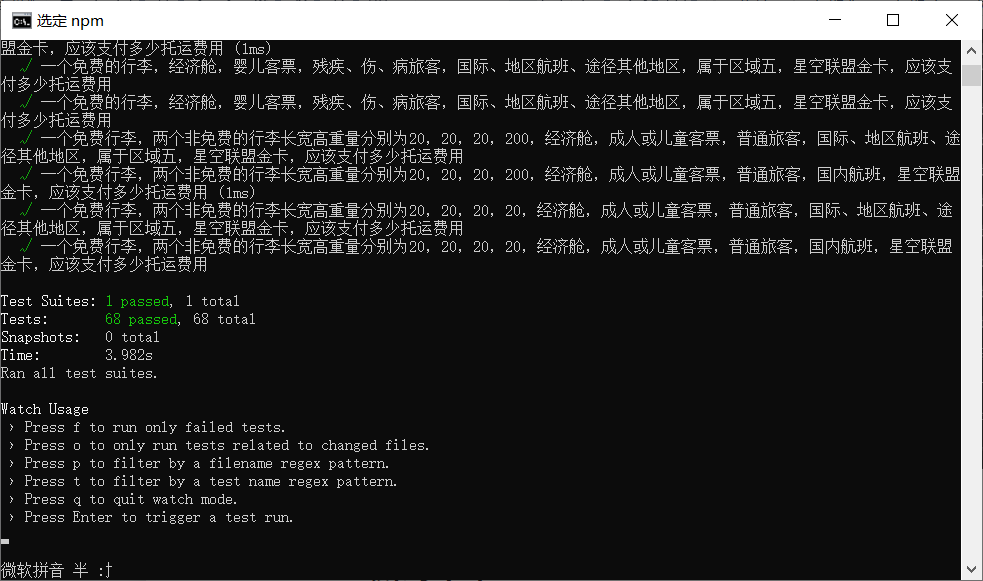 选定 npm
盟金卡，应该支付多少托运费用 (1ms)
√ 一个免费的行李，经济舱，婴儿客票，残疾、伤、病旅客，国际、地区航班、途径其他地区，属于区域五，星空联盟金卡，应该支
付多少托运费用
√ 一个免费的行李，经济舱，婴儿客票，残疾、伤、病旅客，国际、地区航班、途径其他地区，属于区域五，星空联盟金卡，应该支
付多少托运费用
√ 一个免费行李，两个非免费的行李长宽高重量分别为20，20，20，200，经济舱，成人或儿童客票，普通旅客，国际、地区航班、途
径其他地区，属于区域五，星空联盟金卡，应该支付多少托运费用
√ 一个免费行李，两个非免费的行李长宽高重量分别为20，20，20，200，经济舱，成人或儿童客票，普通旅客，国内航班，星空联盟
金卡，应该支付多少托运费用 (1ms)
√ 一个免费行李，两个非免费的行李长宽高重量分别为20，20，20，20，经济舱，成人或儿童客票，普通旅客，国际、地区航班、途
径其他地区，属于区域五，星空联盟金卡，应该支付多少托运费用
√ 一个免费行李，两个非免费的行李长宽高重量分别为20，20，20，20，经济舱，成人或儿童客票，普通旅客，国内航班，星空联盟
金卡，应该支付多少托运费用
Test Suites: 1 passed, 1 total
Tests: 68 passed, 68 total
Snapshots: 0 total
Time: 3.982s
Ran all test suites.
Watch Usage
› Press f to run only failed tests.
› Press o to only run tests related to changed files.
› Press p to filter by a filename regex pattern.
› Press t to filter by a test name regex pattern.
› Press q to quit watch mode.
› Press Enter to trigger a test run.
微软拼音 半 :